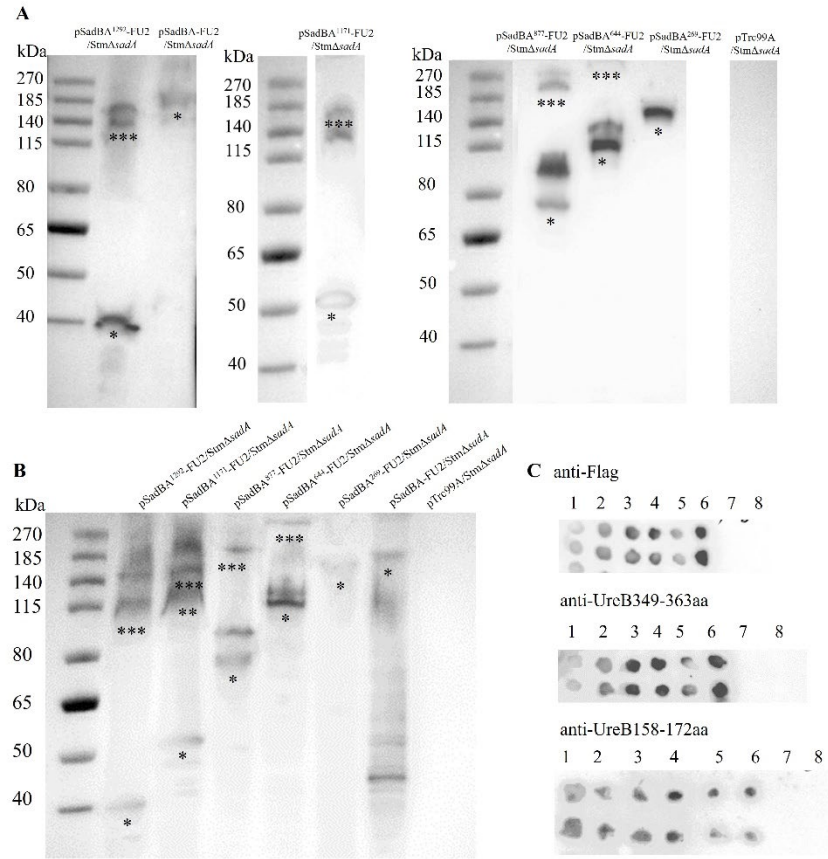 A
pSadBA¹²⁹²-FU2 pSadBA-FU2
/StmΔsadA /StmΔsadA
kDa
270
185
140
115
80
65
50
40
***
*
*
pSadBA¹¹⁷¹-FU2
/StmΔsadA
kDa
270
185
140
115
80
65
50
40
***
*
pSadBA⁸⁷⁷-FU2 pSadBA⁶⁴⁴-FU2 pSadBA²⁶⁹-FU2 pTrc99A
/StmΔsadA /StmΔsadA /StmΔsadA /StmΔsadA
kDa
270
185
140
115
80
65
40
***
*
***
*
*
B
pSadBA¹²⁹²-FU2/StmΔsadA
pSadBA¹¹⁷¹-FU2/StmΔsadA
pSadBA⁸⁷⁷-FU2/StmΔsadA
pSadBA⁶⁴⁴-FU2/StmΔsadA
pSadBA²⁶⁹-FU2/StmΔsadA
pSadBA-FU2/StmΔsadA
pTrc99A/StmΔsadA
kDa
270
185
140
115
80
65
50
40
***
*
***
**
*
***
*
***
*
*
*
C
anti-Flag
1 2 3 4 5 6 7 8
anti-UreB349-363aa
1 2 3 4 5 6 7 8
anti-UreB158-172aa
1 2 3 4 5 6 7 8